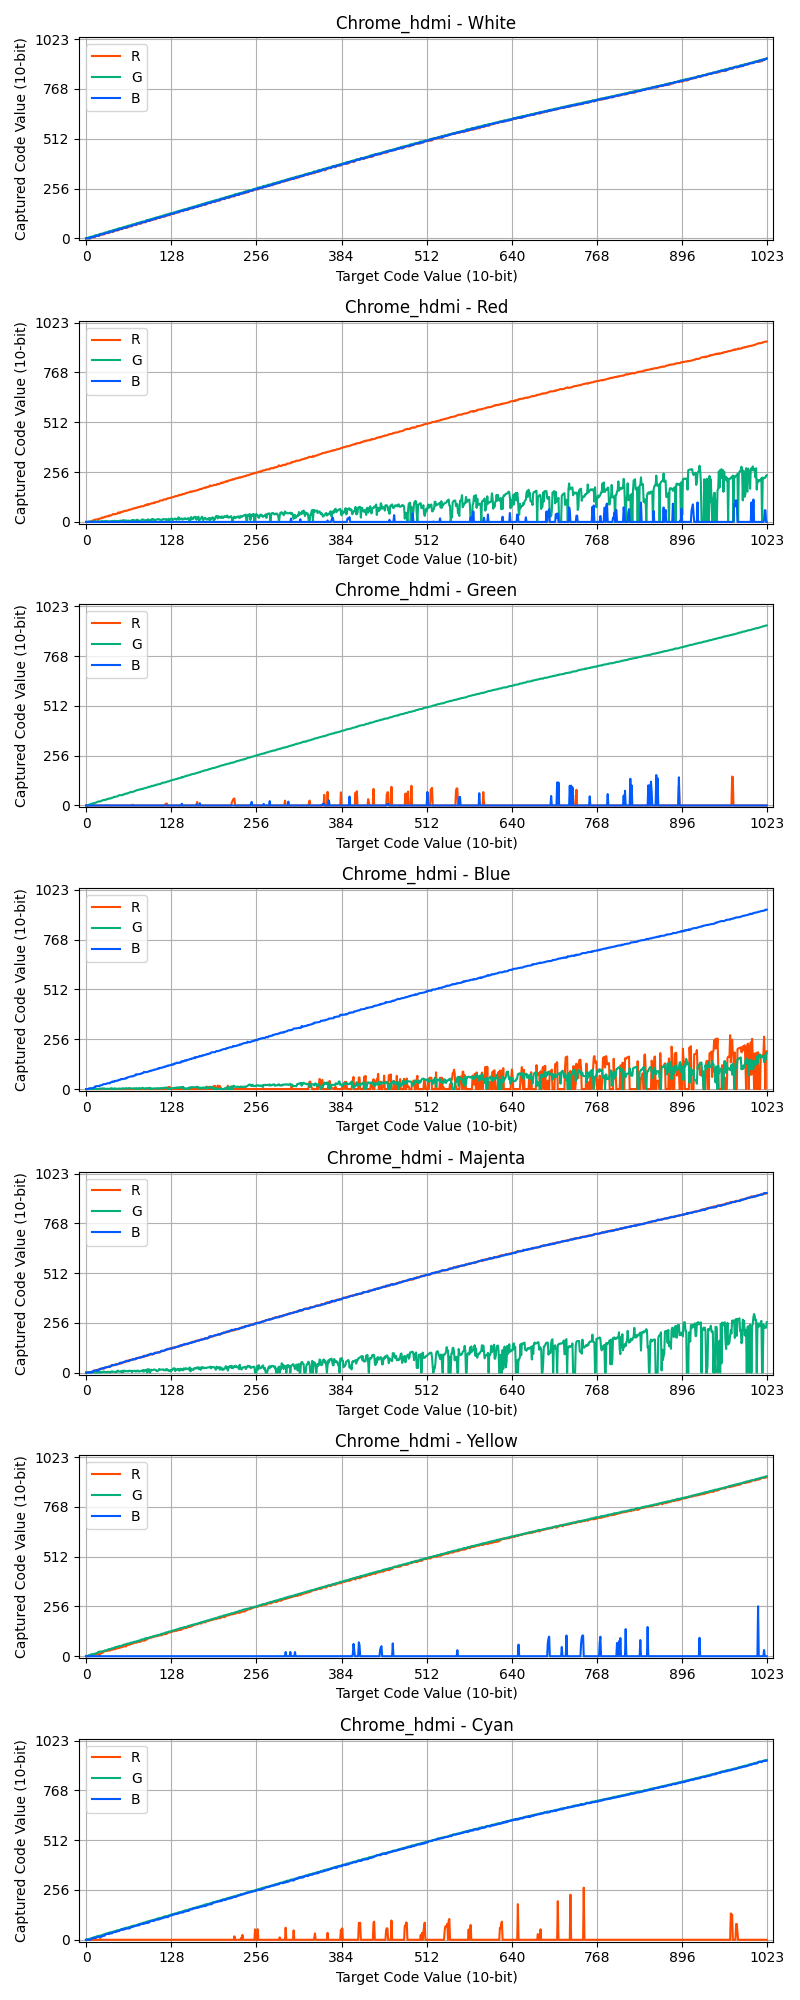 Chrome_hdmi - White
Captured Code Value (10-bit)
1023
768
512
256
0
R
G
B
0 128 256 384 512 640 768 896 1023
Target Code Value (10-bit)
Chrome_hdmi - Red
Captured Code Value (10-bit)
1023
768
512
256
0
R
G
B
0 128 256 384 512 640 768 896 1023
Target Code Value (10-bit)
Chrome_hdmi - Green
Captured Code Value (10-bit)
1023
768
512
256
0
R
G
B
0 128 256 384 512 640 768 896 1023
Target Code Value (10-bit)
Chrome_hdmi - Blue
Captured Code Value (10-bit)
1023
768
512
256
0
R
G
B
0 128 256 384 512 640 768 896 1023
Target Code Value (10-bit)
Chrome_hdmi - Majenta
Captured Code Value (10-bit)
1023
768
512
256
0
R
G
B
0 128 256 384 512 640 768 896 1023
Target Code Value (10-bit)
Chrome_hdmi - Yellow
Captured Code Value (10-bit)
1023
768
512
256
0
R
G
B
0 128 256 384 512 640 768 896 1023
Target Code Value (10-bit)
Chrome_hdmi - Cyan
Captured Code Value (10-bit)
1023
768
512
256
0
R
G
B
0 128 256 384 512 640 768 896 1023
Target Code Value (10-bit)